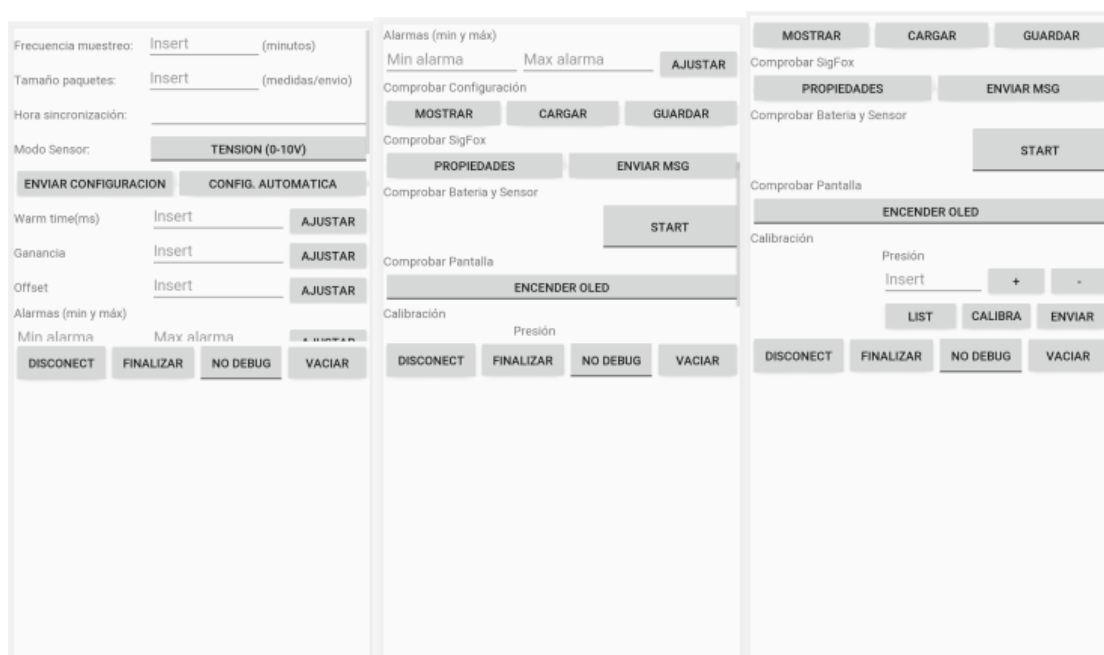 Frecuencia muestreo: Insert (minutos)
Tamaño paquetes: Insert (medidas/envio)
Hora sincronización:
Modo Sensor: TENSION (0-10V)
ENVIAR CONFIGURACION CONFIG. AUTOMATICA
Warm time(ms) Insert AJUSTAR
Ganancia Insert AJUSTAR
Offset Insert AJUSTAR
Alarmas (min y máx)
Min alarma Max alarma AJUSTAR
DISCONECT FINALIZAR NO DEBUG VACIAR
Alarmas (min y máx)
Min alarma Max alarma AJUSTAR
Comprobar Configuración
MOSTRAR CARGAR GUARDAR
Comprobar SigFox
PROPIEDADES ENVIAR MSG
Comprobar Bateria y Sensor
START
Comprobar Pantalla
ENCENDER OLED
Calibración
Presión
DISCONECT FINALIZAR NO DEBUG VACIAR
MOSTRAR CARGAR GUARDAR
Comprobar SigFox
PROPIEDADES ENVIAR MSG
Comprobar Bateria y Sensor
START
Comprobar Pantalla
ENCENDER OLED
Calibración
Presión
Insert + -
LIST CALIBRA ENVIAR
DISCONECT FINALIZAR NO DEBUG VACIAR